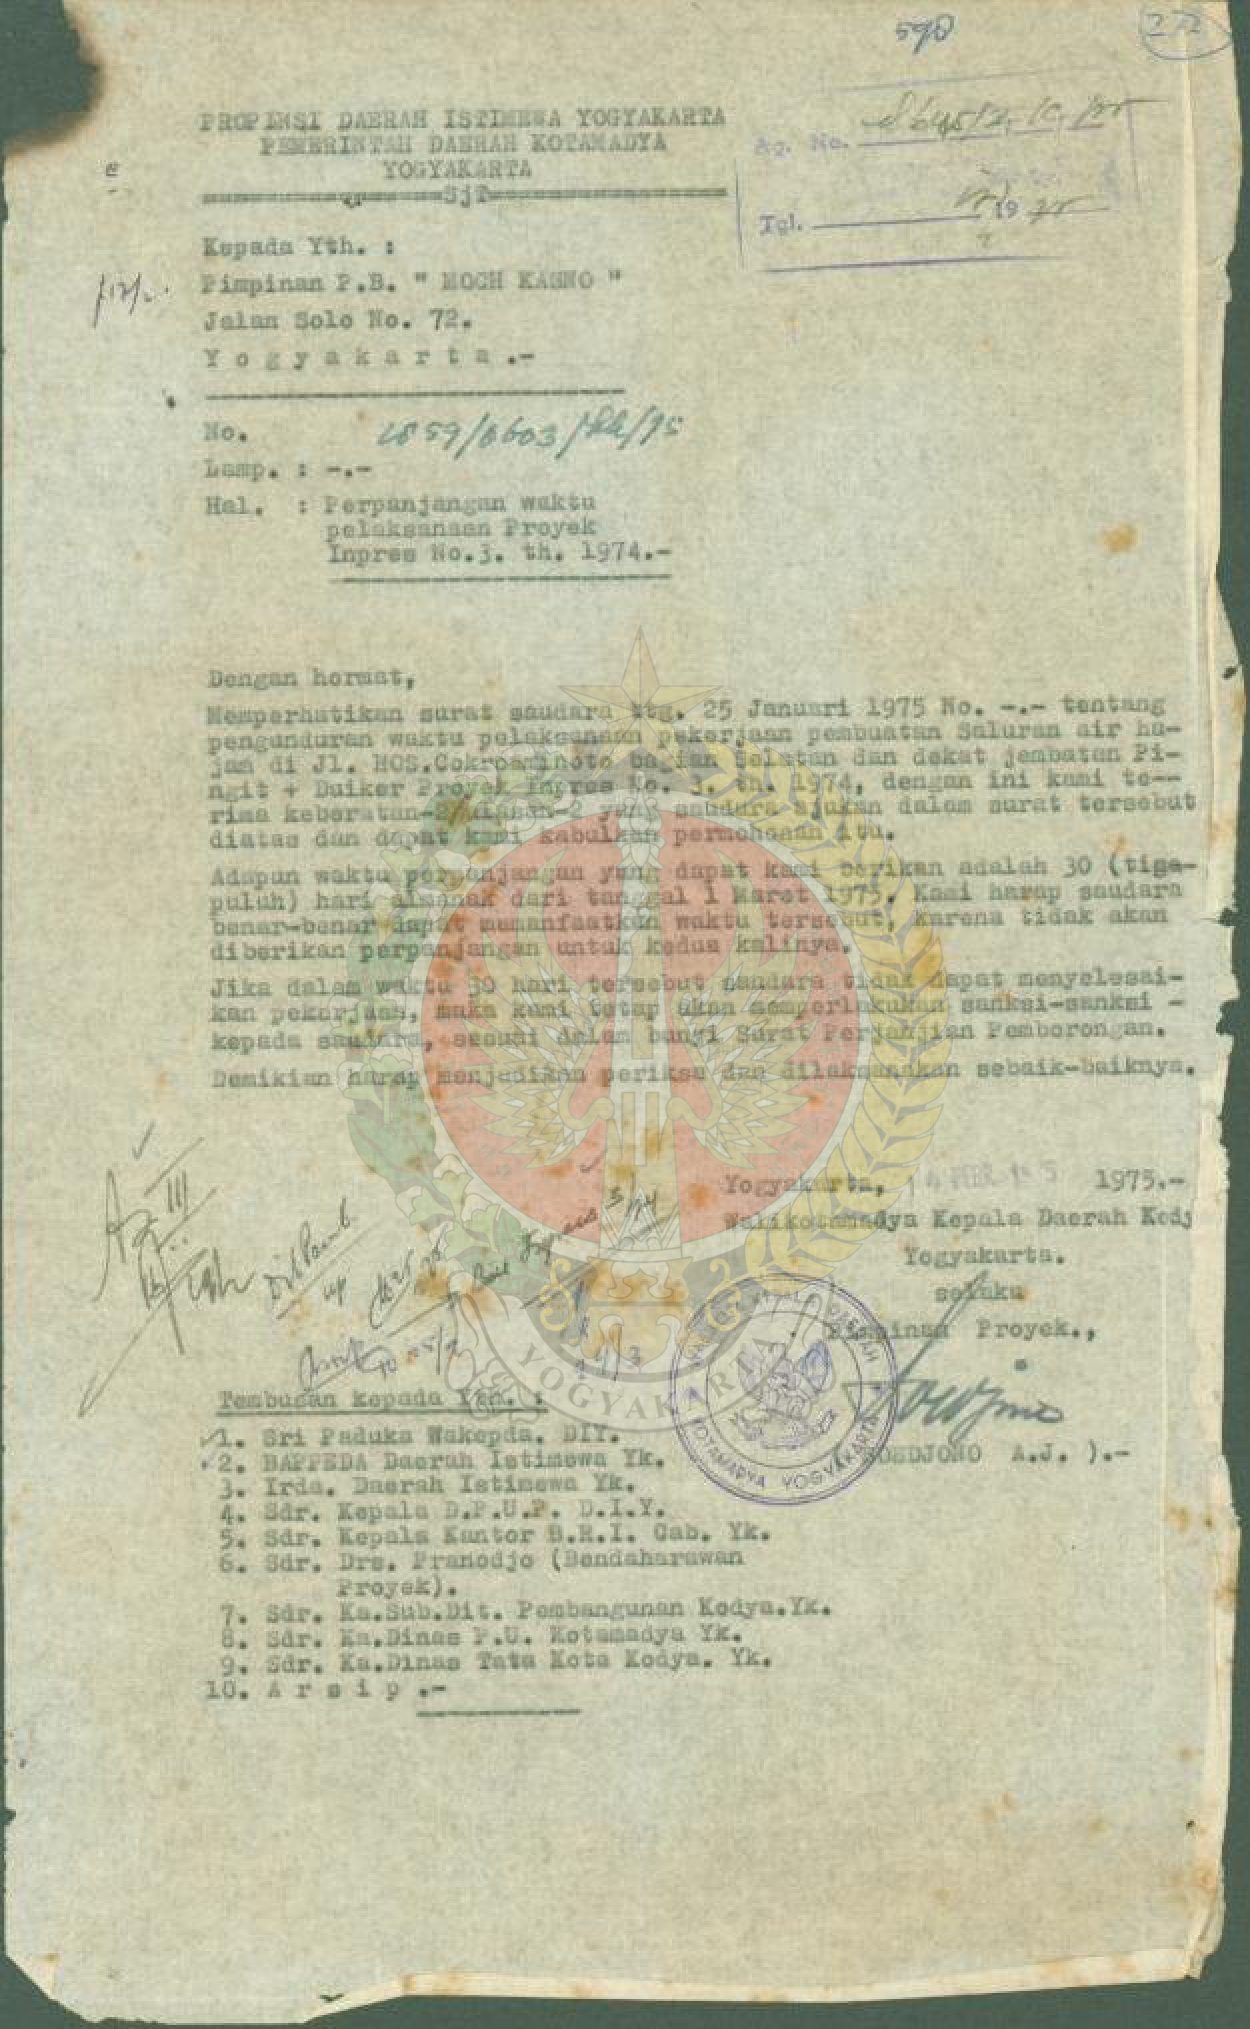 590
272
PROPINSI DAERAH ISTIMEWA YOGYAKARTA
PEMERINTAH DAERAH KOTAMADYA
YOGYAKARTA
=====SjT=====
Ag. No.
Tgl. 19 75
Kepada Yth. :
Pimpinan P.B. " MOCH KASNO "
Jalan Solo No. 72.
Y o g y a k a r t a .-
No.
Lamp. : -.-
Hal. : Perpanjangan waktu
pelaksanaan Proyek
Inpres No.3. th. 1974.-
Dengan hormat,
Memperhatikan surat saudara ttg. 25 Januari 1975 No. -.- tentang
pengunduran waktu pelaksanaan pekerjaan pembuatan Saluran air hu-
jan di Jl. HOS.Cokroaminoto bagian Selatan dan dekat jembatan Pi-
ngit + Duiker Proyek Inpres No. 3. th. 1974, dengan ini kami te--
rima keberatan-2/alasan-2 yang saudara ajukan dalam surat tersebut
diatas dan dapat kami kabulkan permohonan itu.
Adapun waktu perpanjangan yang dapat kami berikan adalah 30 (tiga-
puluh) hari almanak dari tanggal 1 Maret 1975. Kami harap saudara
benar-benar dapat memanfaatkan waktu tersebut, karena tidak akan
diberikan perpanjangan untuk kedua kalinya.
Jika dalam waktu 30 hari tersebut saudara tidak dapat menyelesai-
kan pekerjaan, maka kami tetap akan memperlakukan sanksi-sanksi -
kepada saudara, sesuai dalam bunyi Surat Perjanjian Pemborongan.
Demikian harap menjadikan periksa dan dilaksanakan sebaik-baiknya.
Yogyakarta, 1975.-
Walikotamadya Kepala Daerah Kodj
Yogyakarta.
selaku
Pimpinan Proyek.,
KEPALA DAERAH
KOTAMADYA YOGYAKARTA
YOGYAKARTA
OEDJONO A.J. ).-
Tembusan kepada Yth. :
1. Sri Paduka Wakepda. DIY.
2. BAPPEDA Daerah Istimewa Yk.
3. Irda. Daerah Istimewa Yk.
4. Sdr. Kepala D.P.U.P. D.I.Y.
5. Sdr. Kepala Kantor B.R.I. Cab. Yk.
6. Sdr. Drs. Pranodjo (Bendaharawan
Proyek).
7. Sdr. Ka.Sub.Dit. Pembangunan Kodya.Yk.
8. Sdr. Ka.Dinas P.U. Kotamadya Yk.
9. Sdr. Ka.Dinas Tata Kota Kodya. Yk.
10. A r s i p .-